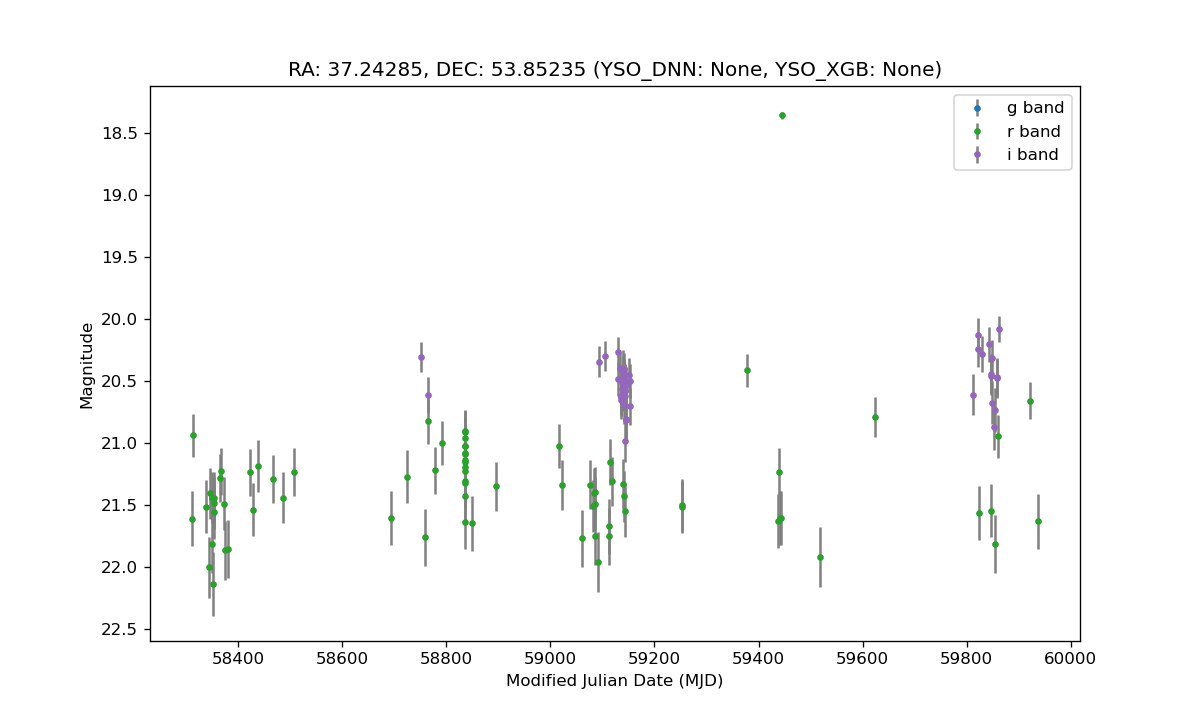 RA: 37.24285, DEC: 53.85235 (YSO_DNN: None, YSO_XGB: None)
g band
r band
i band
18.5
19.0
19.5
20.0
20.5
21.0
21.5
22.0
22.5
Magnitude
58400 58600 58800 59000 59200 59400 59600 59800 60000
Modified Julian Date (MJD)